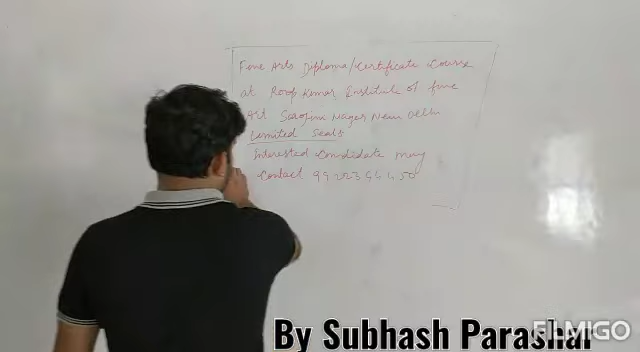 Fine Arts Diploma/Certificate Course
at Roop Kumar Institute of fine
Art Sarojini Nagar New Delhi
Limited Seats
Interested Candidate may
Contact
By Subhash Parashar
FILMIGO